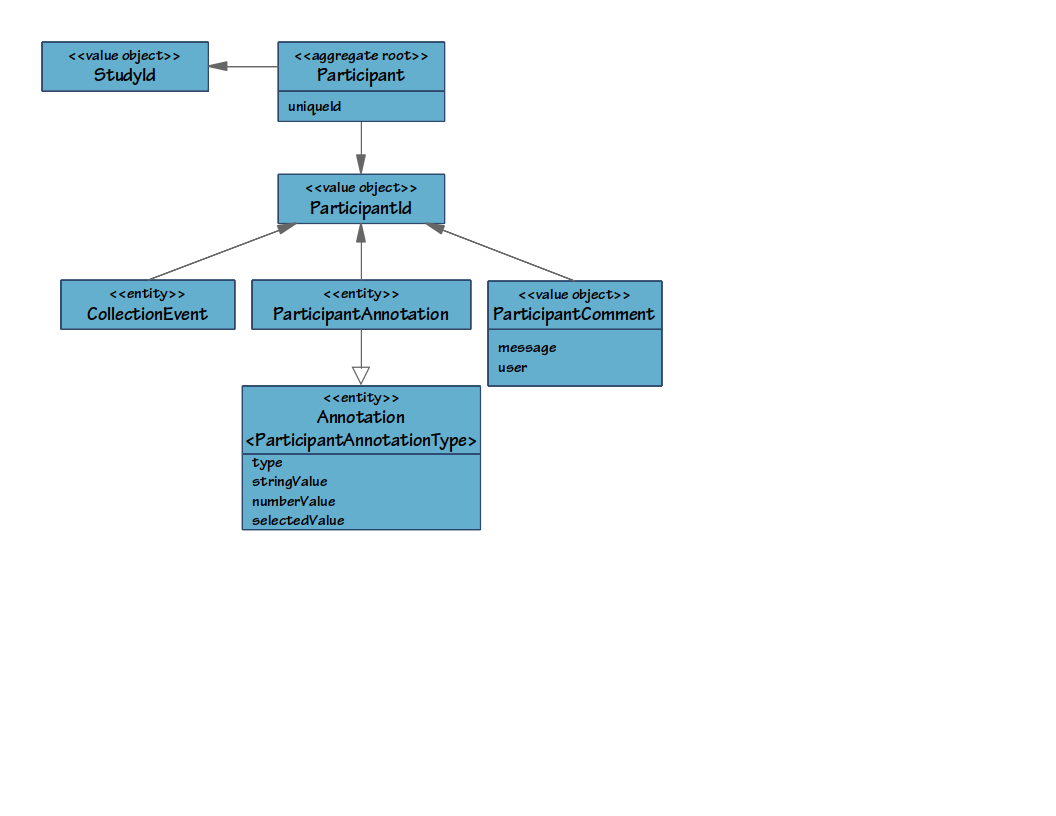 <<value object>>
StudyId
<<aggregate root>>
Participant
uniqueId
<<value object>>
ParticipantId
<<entity>>
CollectionEvent
<<entity>>
ParticipantAnnotation
<<value object>>
ParticipantComment
message
user
<<entity>>
Annotation
<ParticipantAnnotationType>
type
stringValue
numberValue
selectedValue